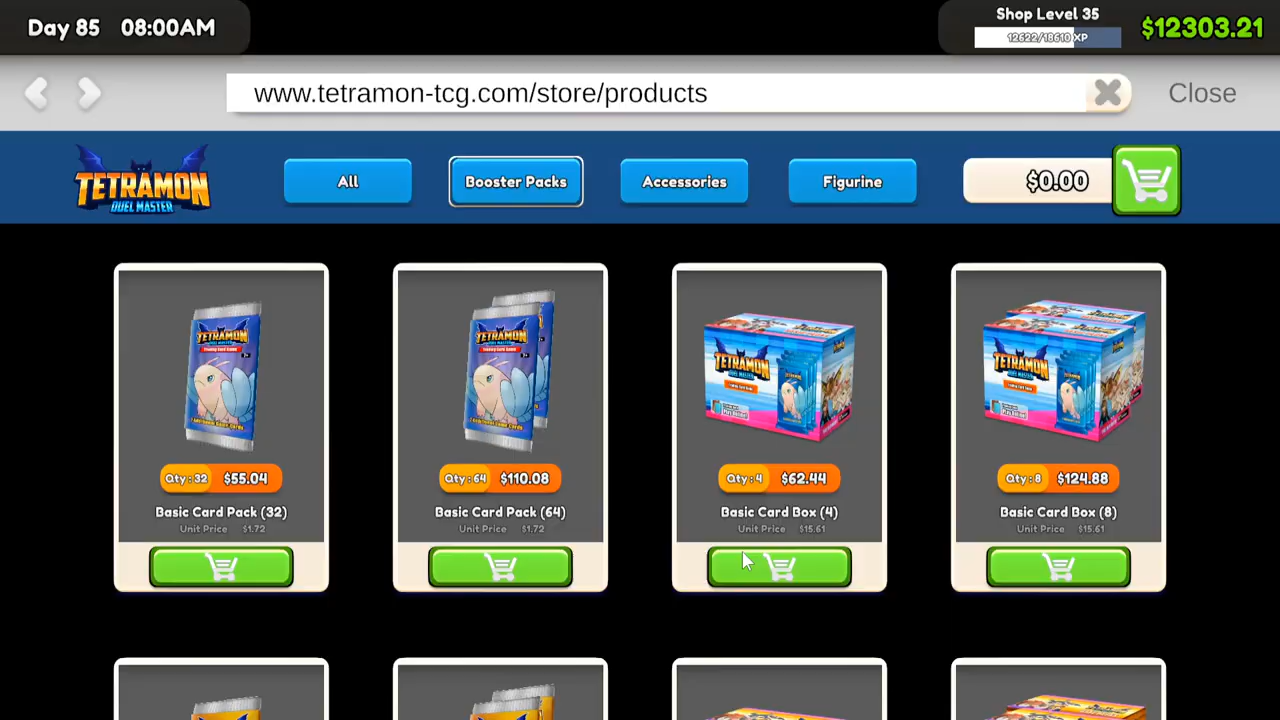 Day 85 08:00AM
Shop Level 35
12622/18610 XP
$12303.21
www.tetramon-tcg.com/store/products
Close
TETRAMON
DUEL MASTER
All
Booster Packs
Accessories
Figurine
$0.00
TETRAMON
TETRAMON
TETRAMON
TETRAMON
Qty : 32 $55.04
Qty : 64 $110.08
Qty : 4 $62.44
Qty : 8 $124.88
Basic Card Pack (32)
Basic Card Pack (64)
Basic Card Box (4)
Basic Card Box (8)
Unit Price $1.72
Unit Price $1.72
Unit Price $15.61
Unit Price $15.61